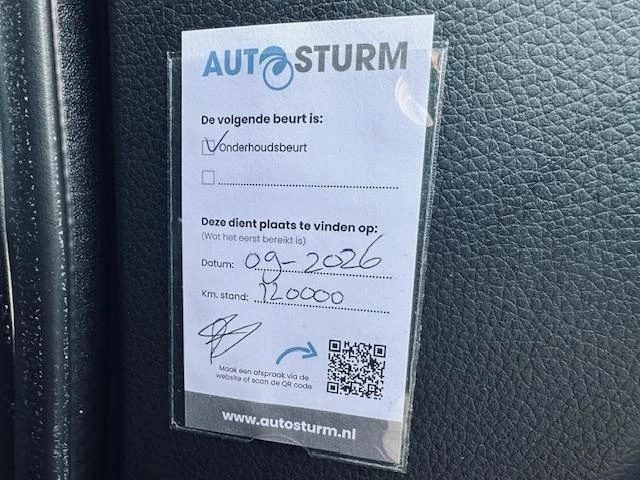 AUTOSTURM
De volgende beurt is:
Onderhoudsbeurt
Deze dient plaats te vinden op:
(Wat het eerst bereikt is)
Datum: 09-2026
Km. stand: 120000
Maak een afspraak via de
website of scan de QR code
www.autosturm.nl